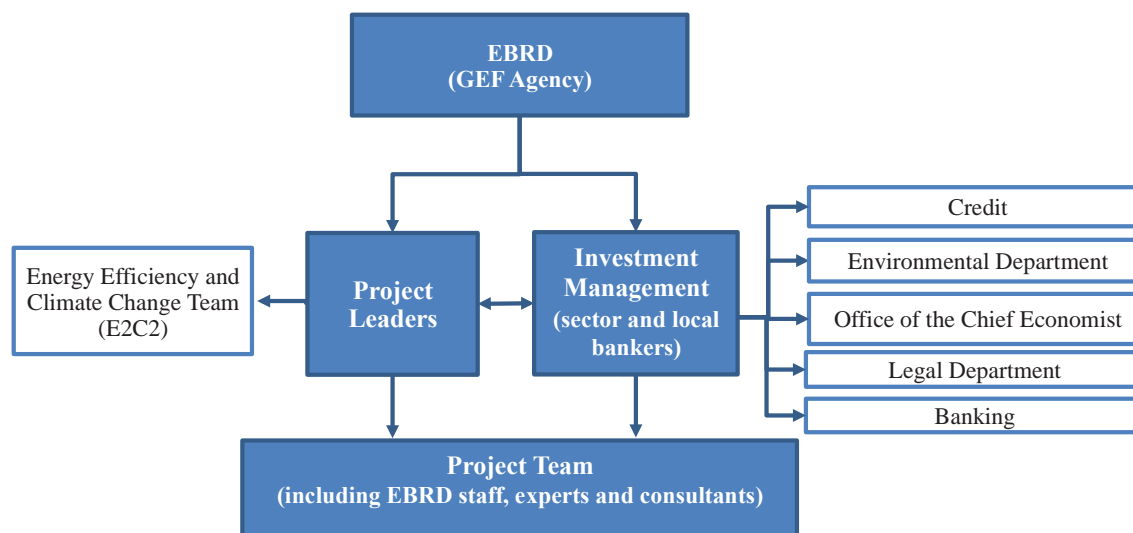 EBRD
(GEF Agency)
Energy Efficiency and
Climate Change Team
(E2C2)
Project
Leaders
Investment
Management
(sector and local
bankers)
Credit
Environmental Department
Office of the Chief Economist
Legal Department
Banking
Project Team
(including EBRD staff, experts and consultants)